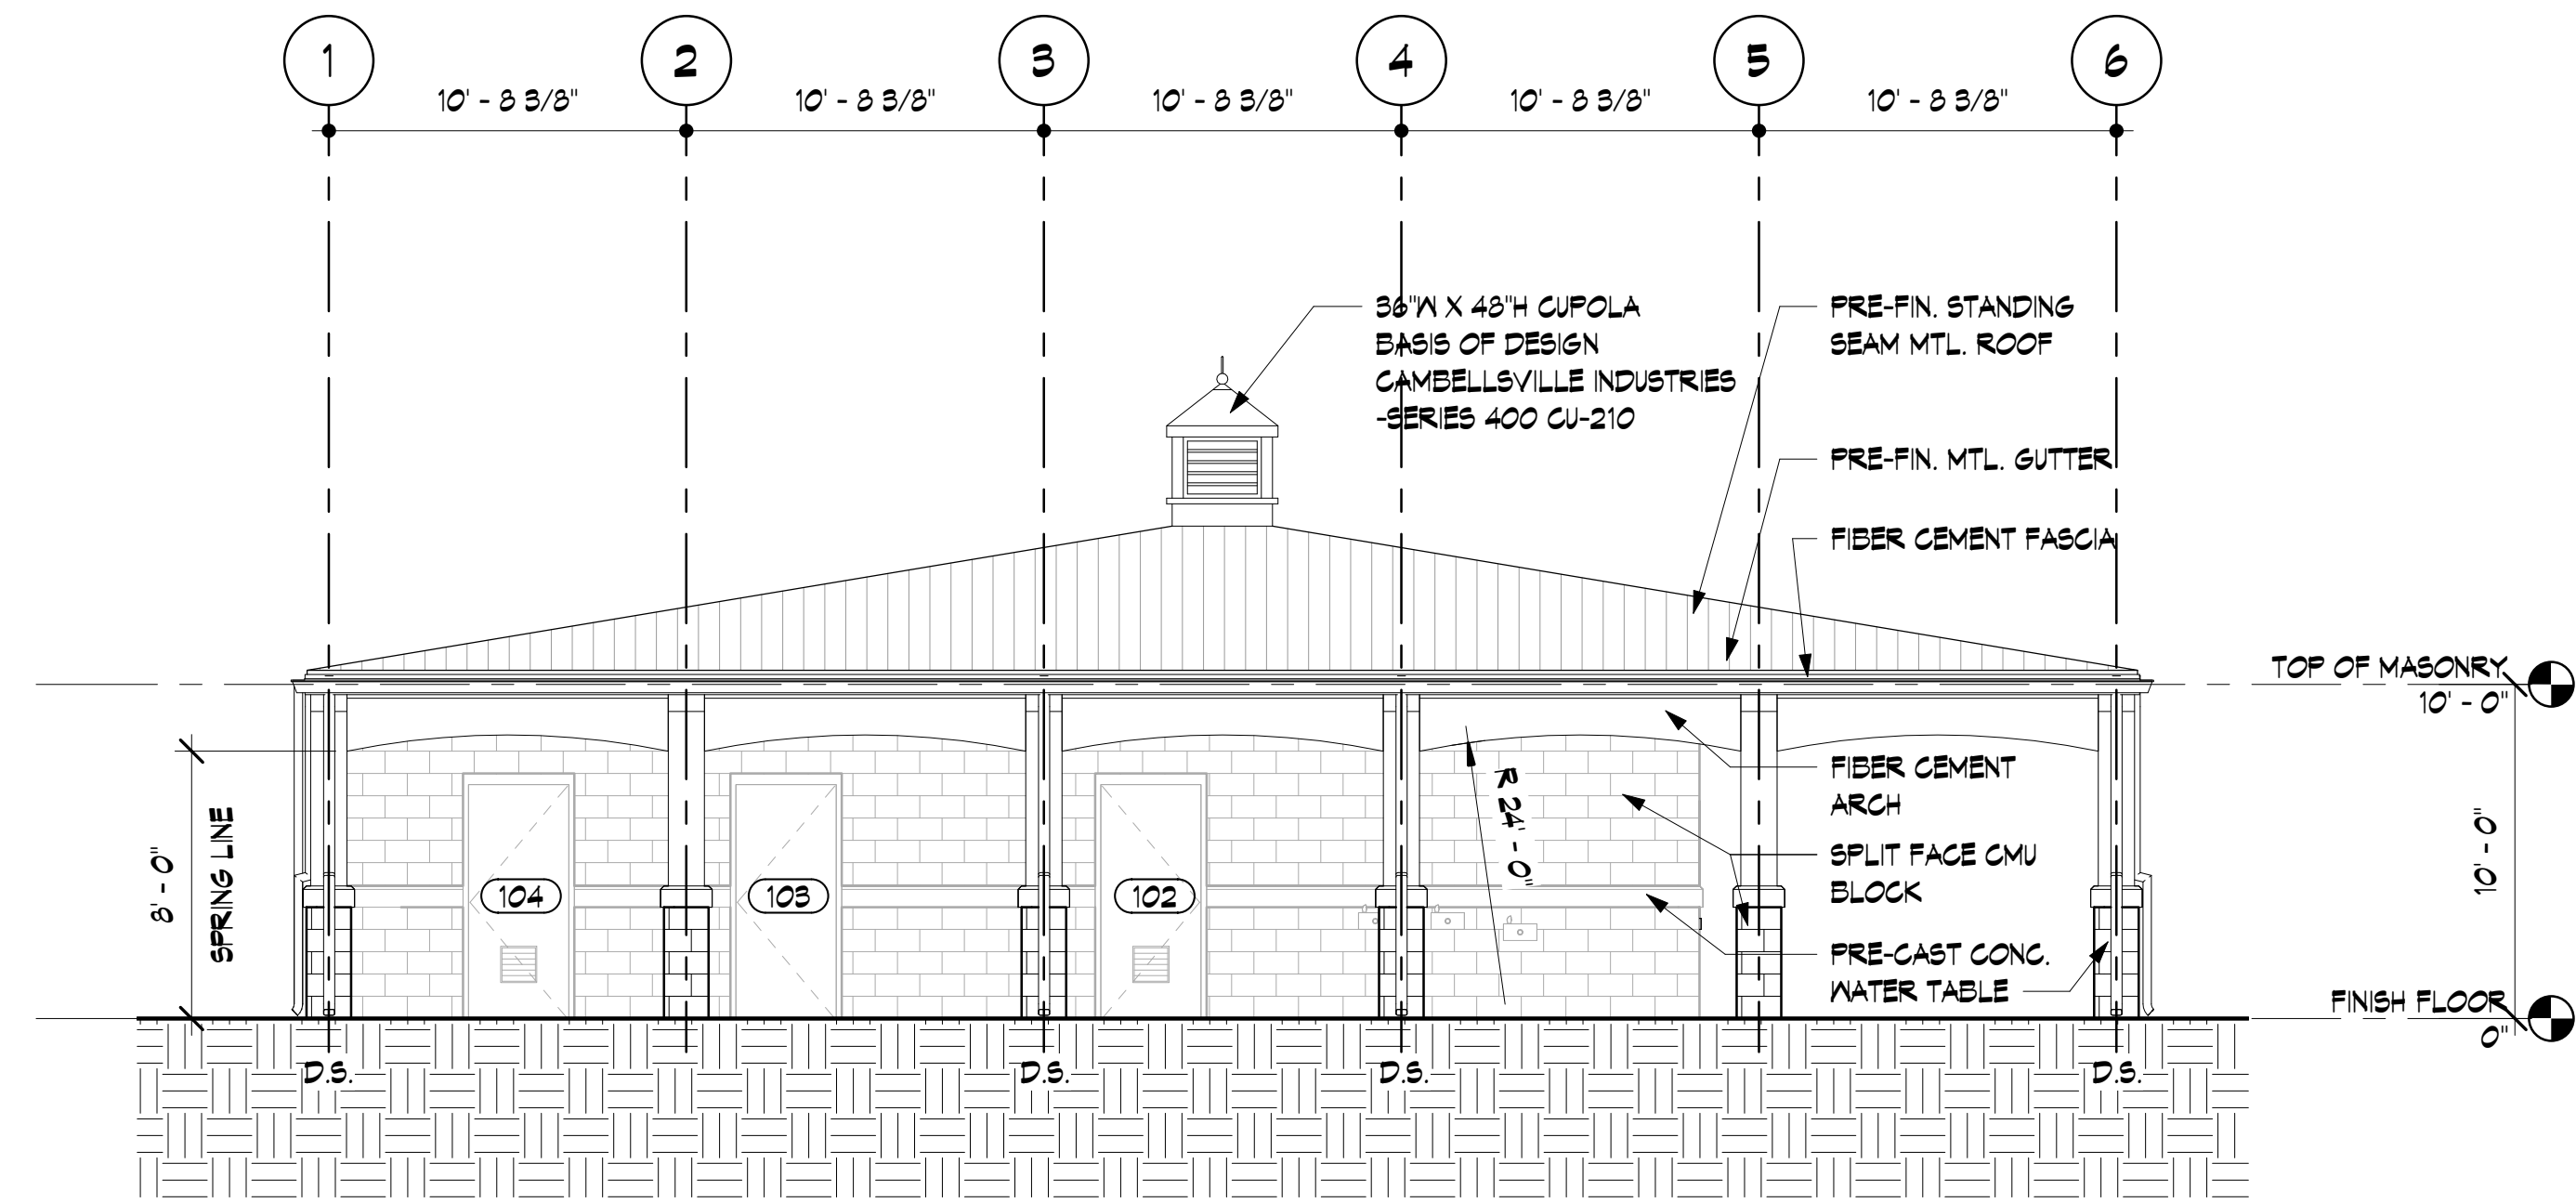 1 2 3 4 5 6
10' - 8 3/8" 10' - 8 3/8" 10' - 8 3/8" 10' - 8 3/8" 10' - 8 3/8"
36"W X 48"H CUPOLA
BASIS OF DESIGN
CAMBELLSVILLE INDUSTRIES
-SERIES 400 CU-210
PRE-FIN. STANDING
SEAM MTL. ROOF
PRE-FIN. MTL. GUTTER
FIBER CEMENT FASCIA
TOP OF MASONRY
10' - 0"
8' - 0"
SPRING LINE
104
103
102
R 24' - 0"
FIBER CEMENT
ARCH
SPLIT FACE CMU
BLOCK
PRE-CAST CONC.
WATER TABLE
10' - 0"
FINISH FLOOR
0"
D.S. D.S. D.S. D.S.